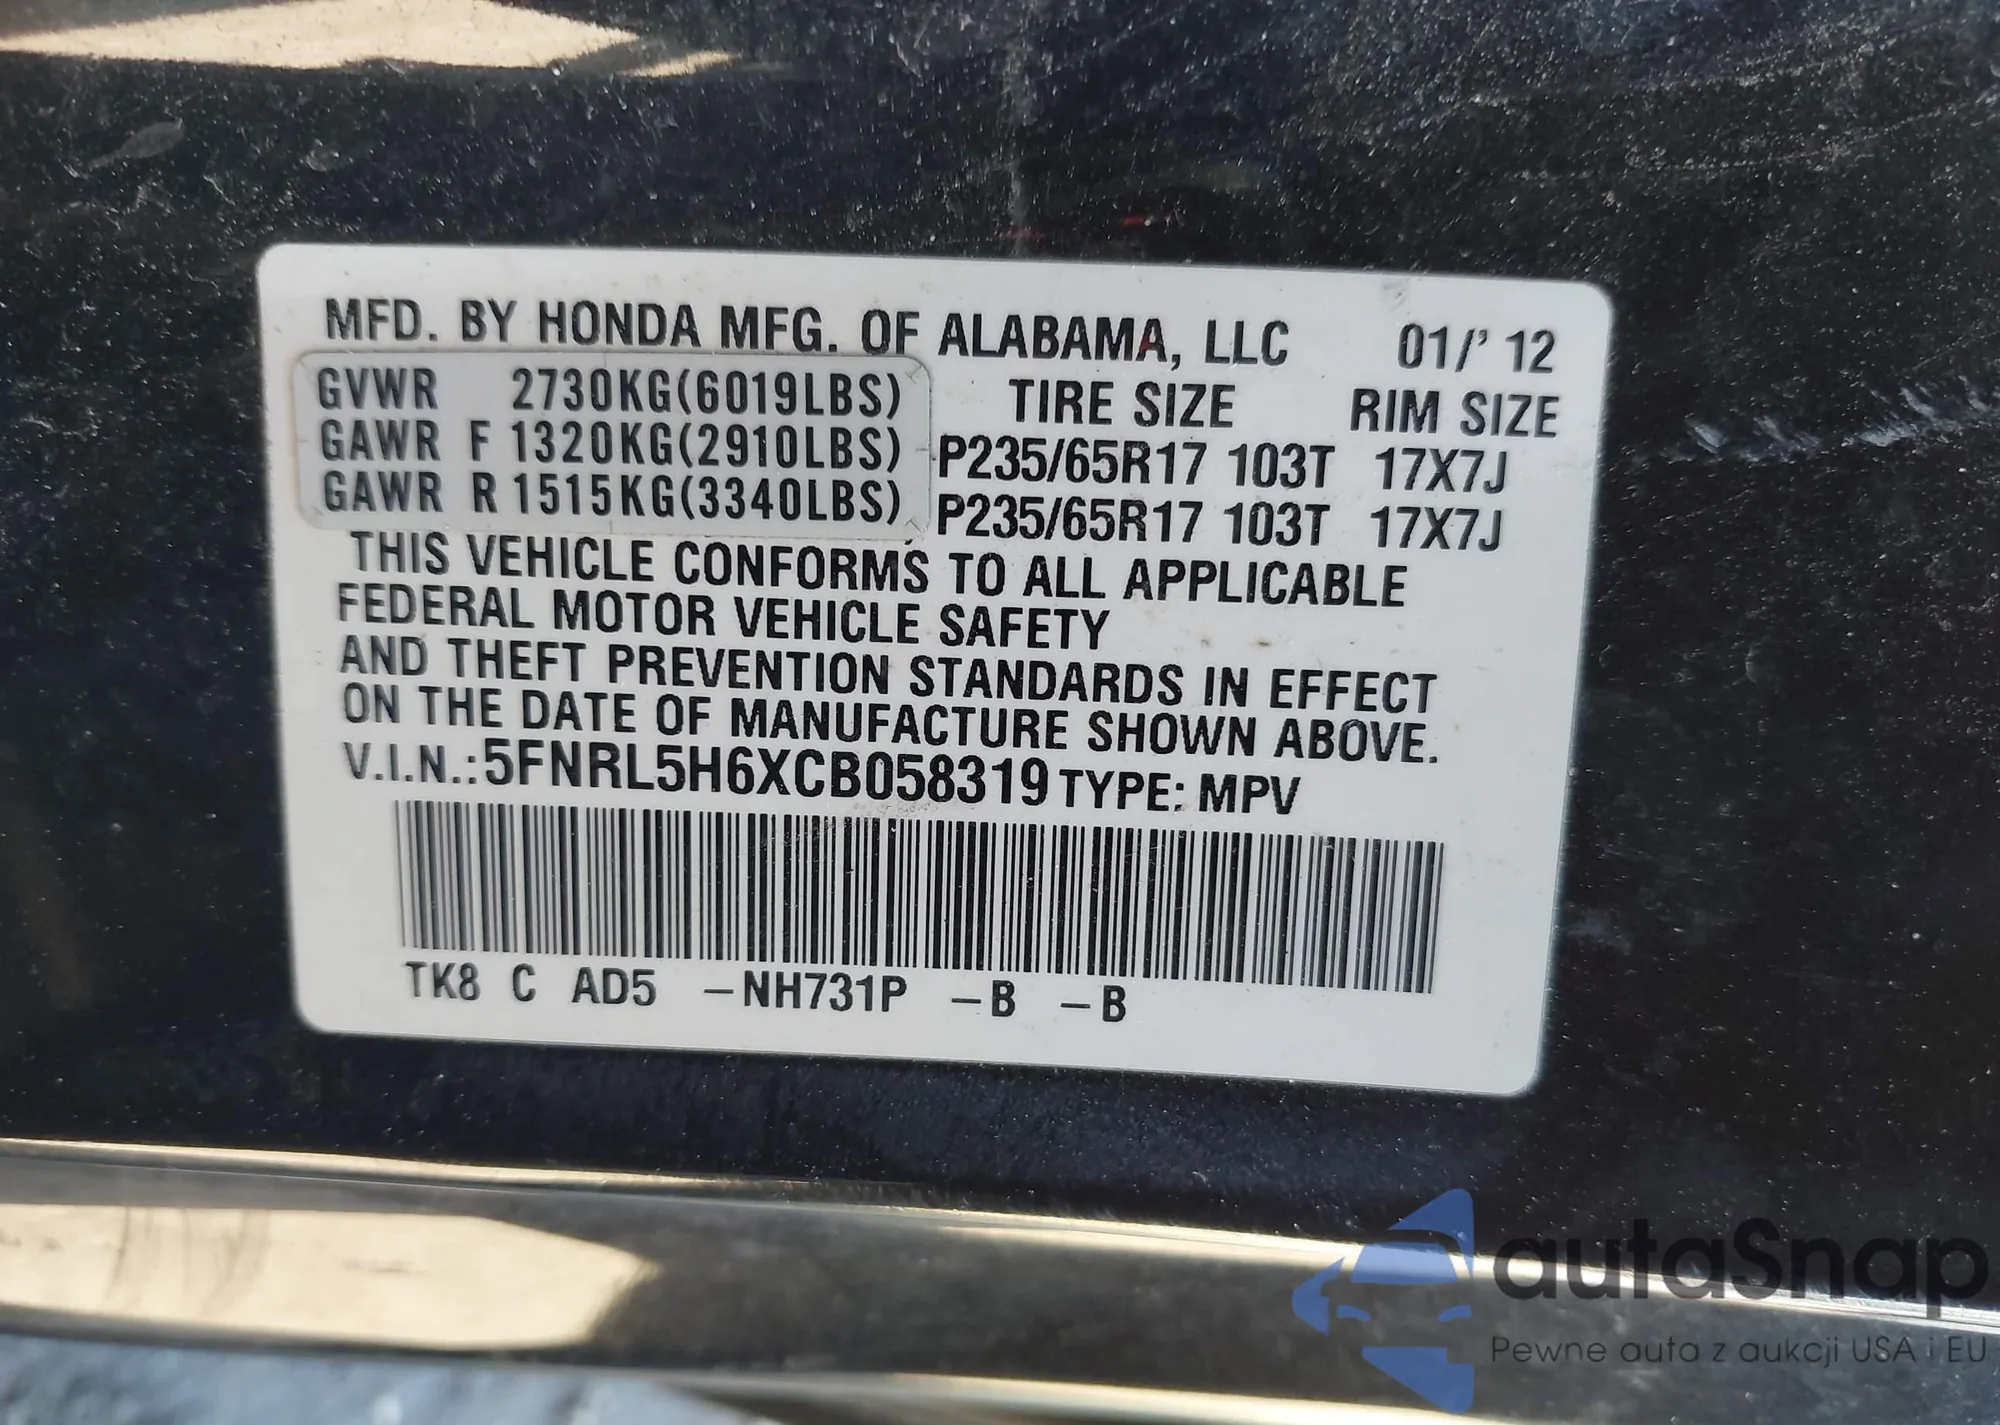 MFD. BY HONDA MFG. OF ALABAMA, LLC 01/'12
GVWR 2730KG(6019LBS) TIRE SIZE RIM SIZE
GAWR F 1320KG(2910LBS) P235/65R17 103T 17X7J
GAWR R 1515KG(3340LBS) P235/65R17 103T 17X7J
THIS VEHICLE CONFORMS TO ALL APPLICABLE
FEDERAL MOTOR VEHICLE SAFETY
AND THEFT PREVENTION STANDARDS IN EFFECT
ON THE DATE OF MANUFACTURE SHOWN ABOVE.
V.I.N.:5FNRL5H6XCB058319 TYPE: MPV
TK8 C AD5 -NH731P -B -B
autaSnap
Pewne auta z aukcji USA i EU